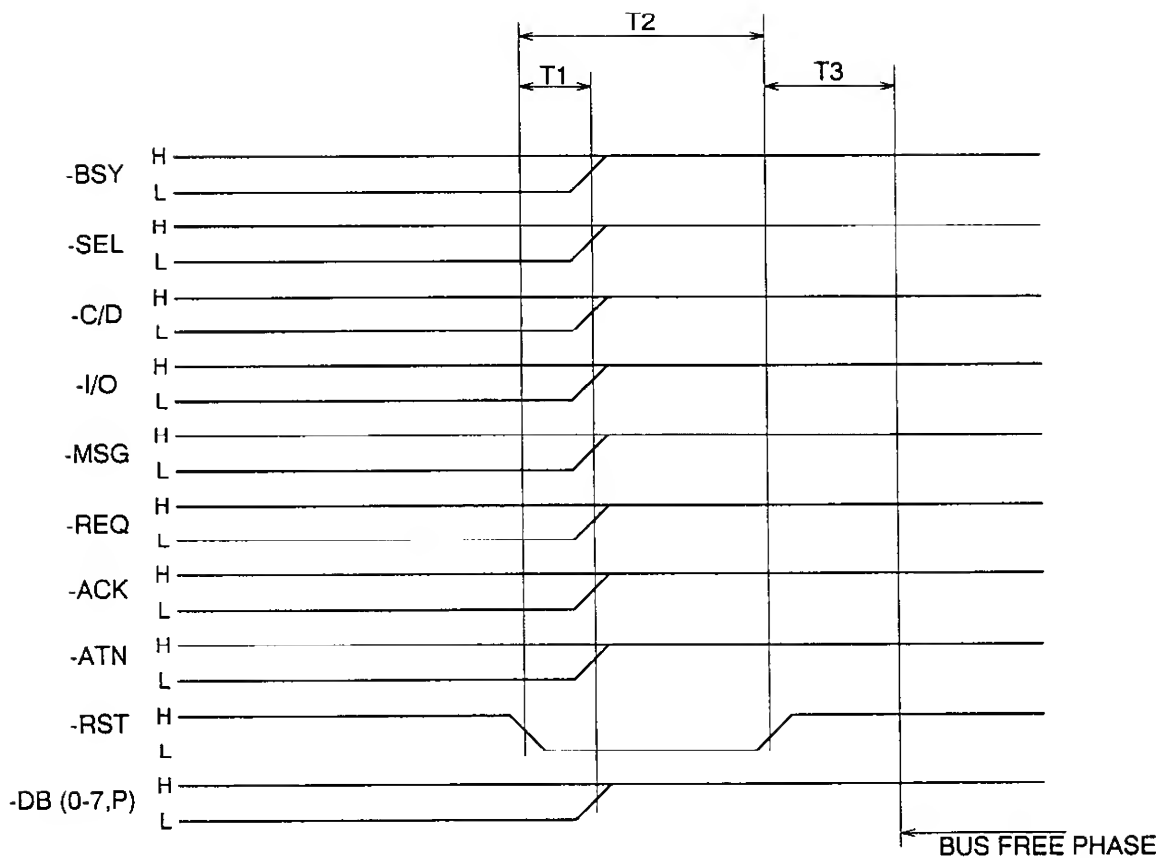 T2
T1
T3
-BSY
H
L
-SEL
H
L
-C/D
H
L
-I/O
H
L
-MSG
H
L
-REQ
H
L
-ACK
H
L
-ATN
H
L
-RST
H
L
-DB (0-7,P)
H
L
BUS FREE PHASE